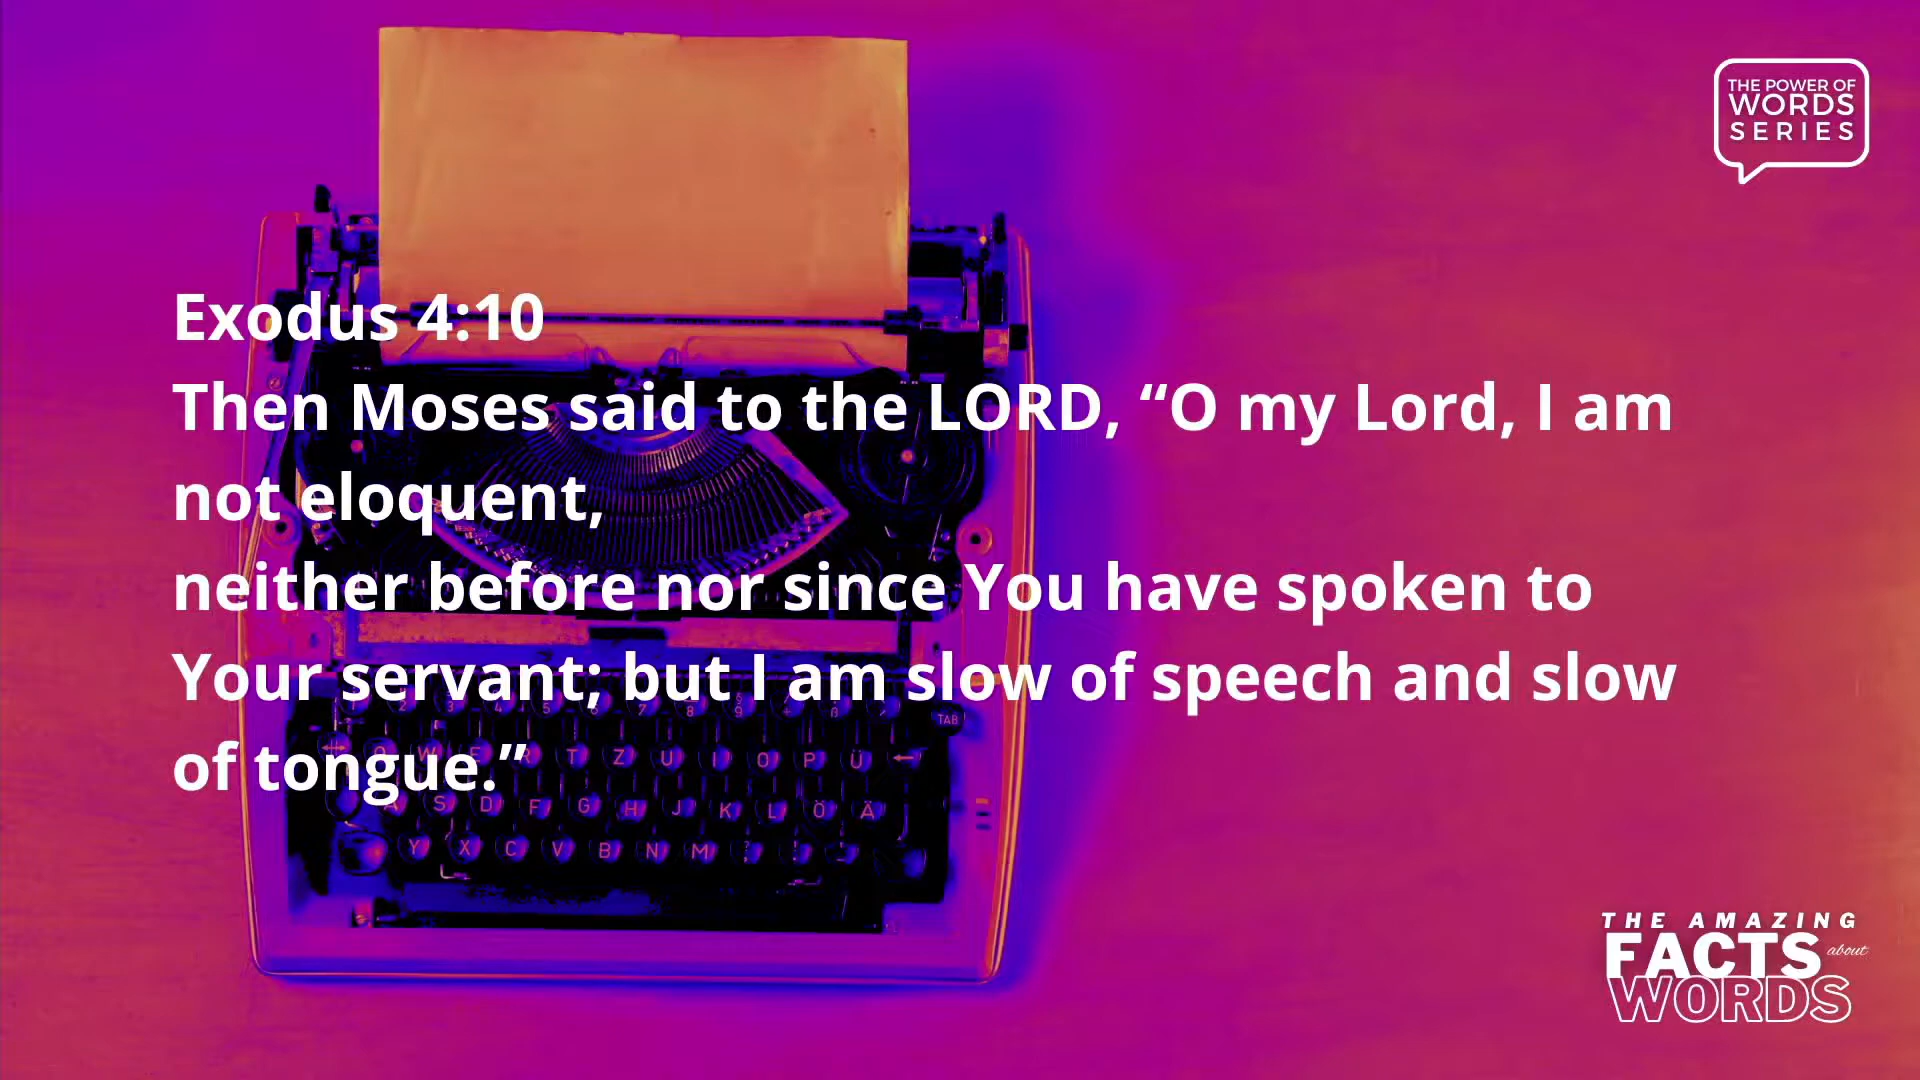 THE POWER OF
WORDS
SERIES
Exodus 4:10
Then Moses said to the LORD, “O my Lord, I am
not eloquent,
neither before nor since You have spoken to
Your servant; but I am slow of speech and slow
of tongue.”
TAB
Q W E R T Z U I O P Ü
A S D F G H J K L Ö Ä
Y X C V B N M
THE AMAZING
FACTS about
WORDS